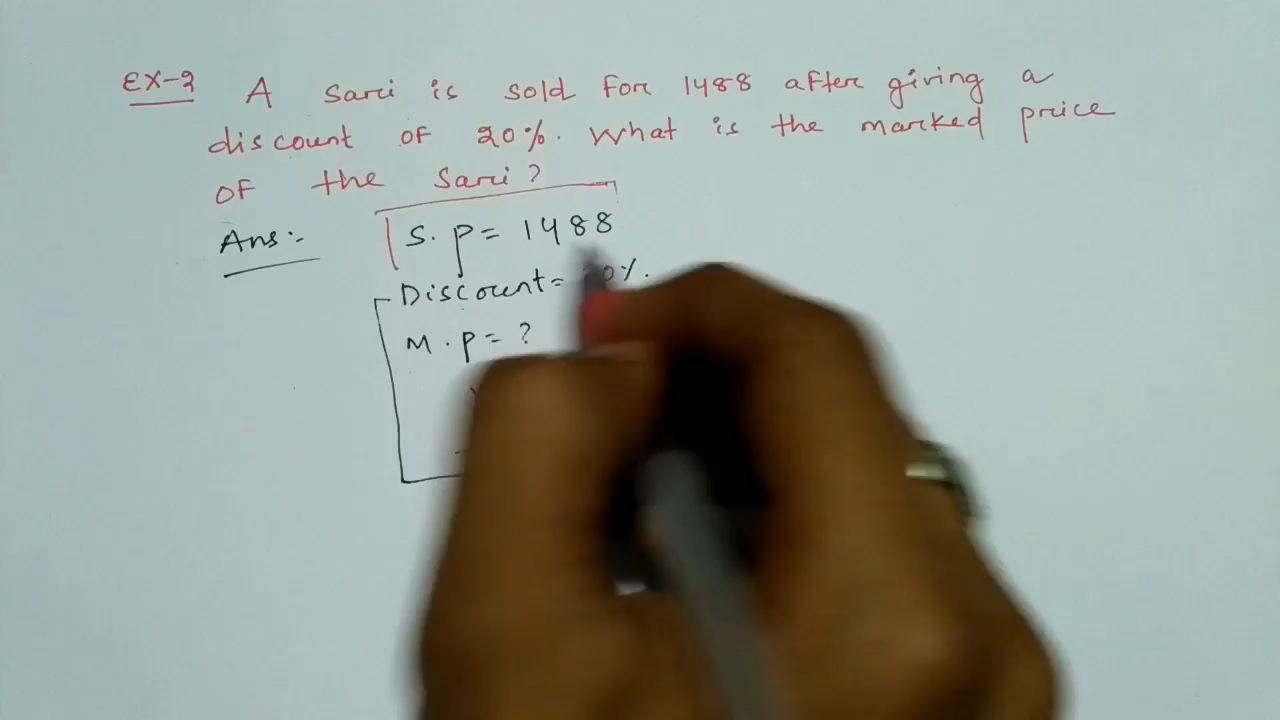 EX-2 A Sari is sold for 1488 after giving a
discount of 20%. What is the marked price
of the Sari?
Ans:- S.P= 1488
Discount= 20%.
M.P= ?